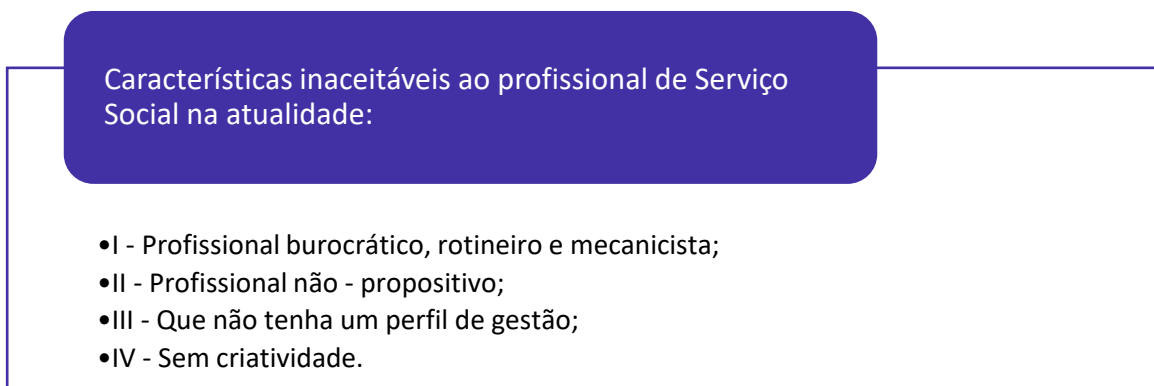 Características inaceitáveis ao profissional de Serviço
Social na atualidade:
•I - Profissional burocrático, rotineiro e mecanicista;
•II - Profissional não - propositivo;
•III - Que não tenha um perfil de gestão;
•IV - Sem criatividade.